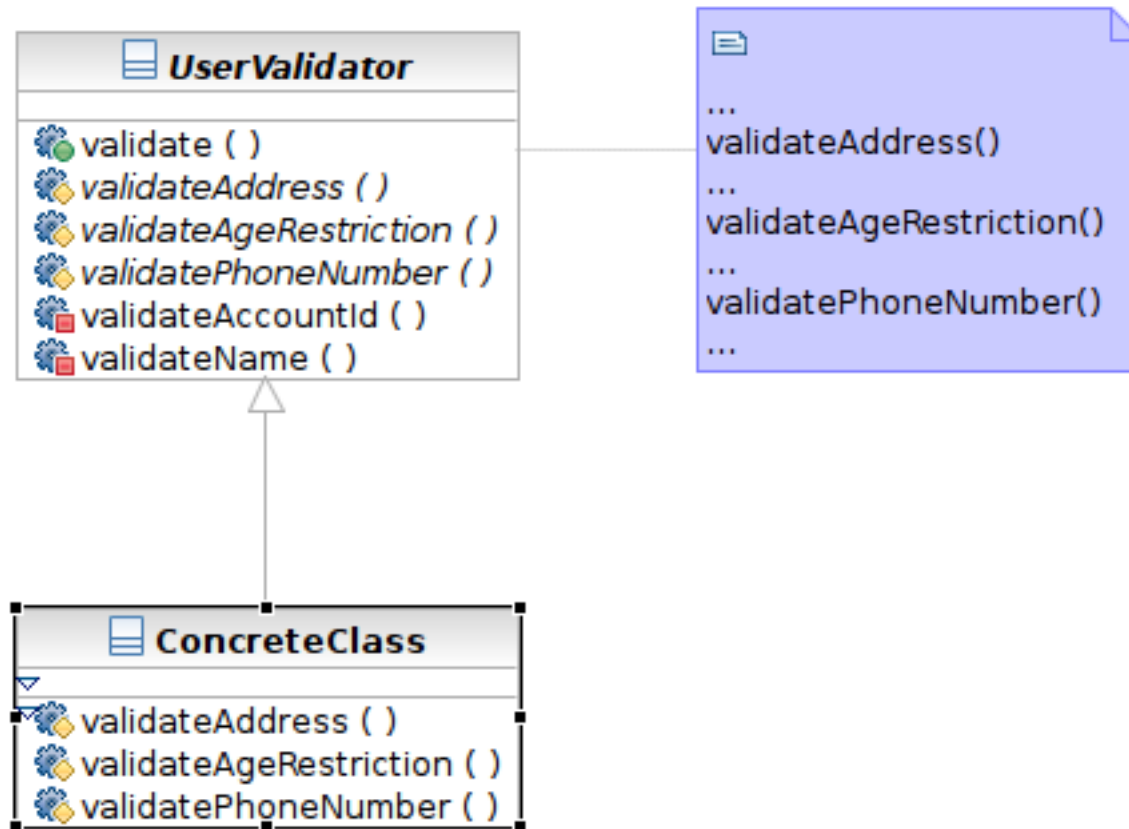 UserValidator
validate ( )
validateAddress ( )
validateAgeRestriction ( )
validatePhoneNumber ( )
validateAccountId ( )
validateName ( )
...
validateAddress()
...
validateAgeRestriction()
...
validatePhoneNumber()
...
ConcreteClass
validateAddress ( )
validateAgeRestriction ( )
validatePhoneNumber ( )